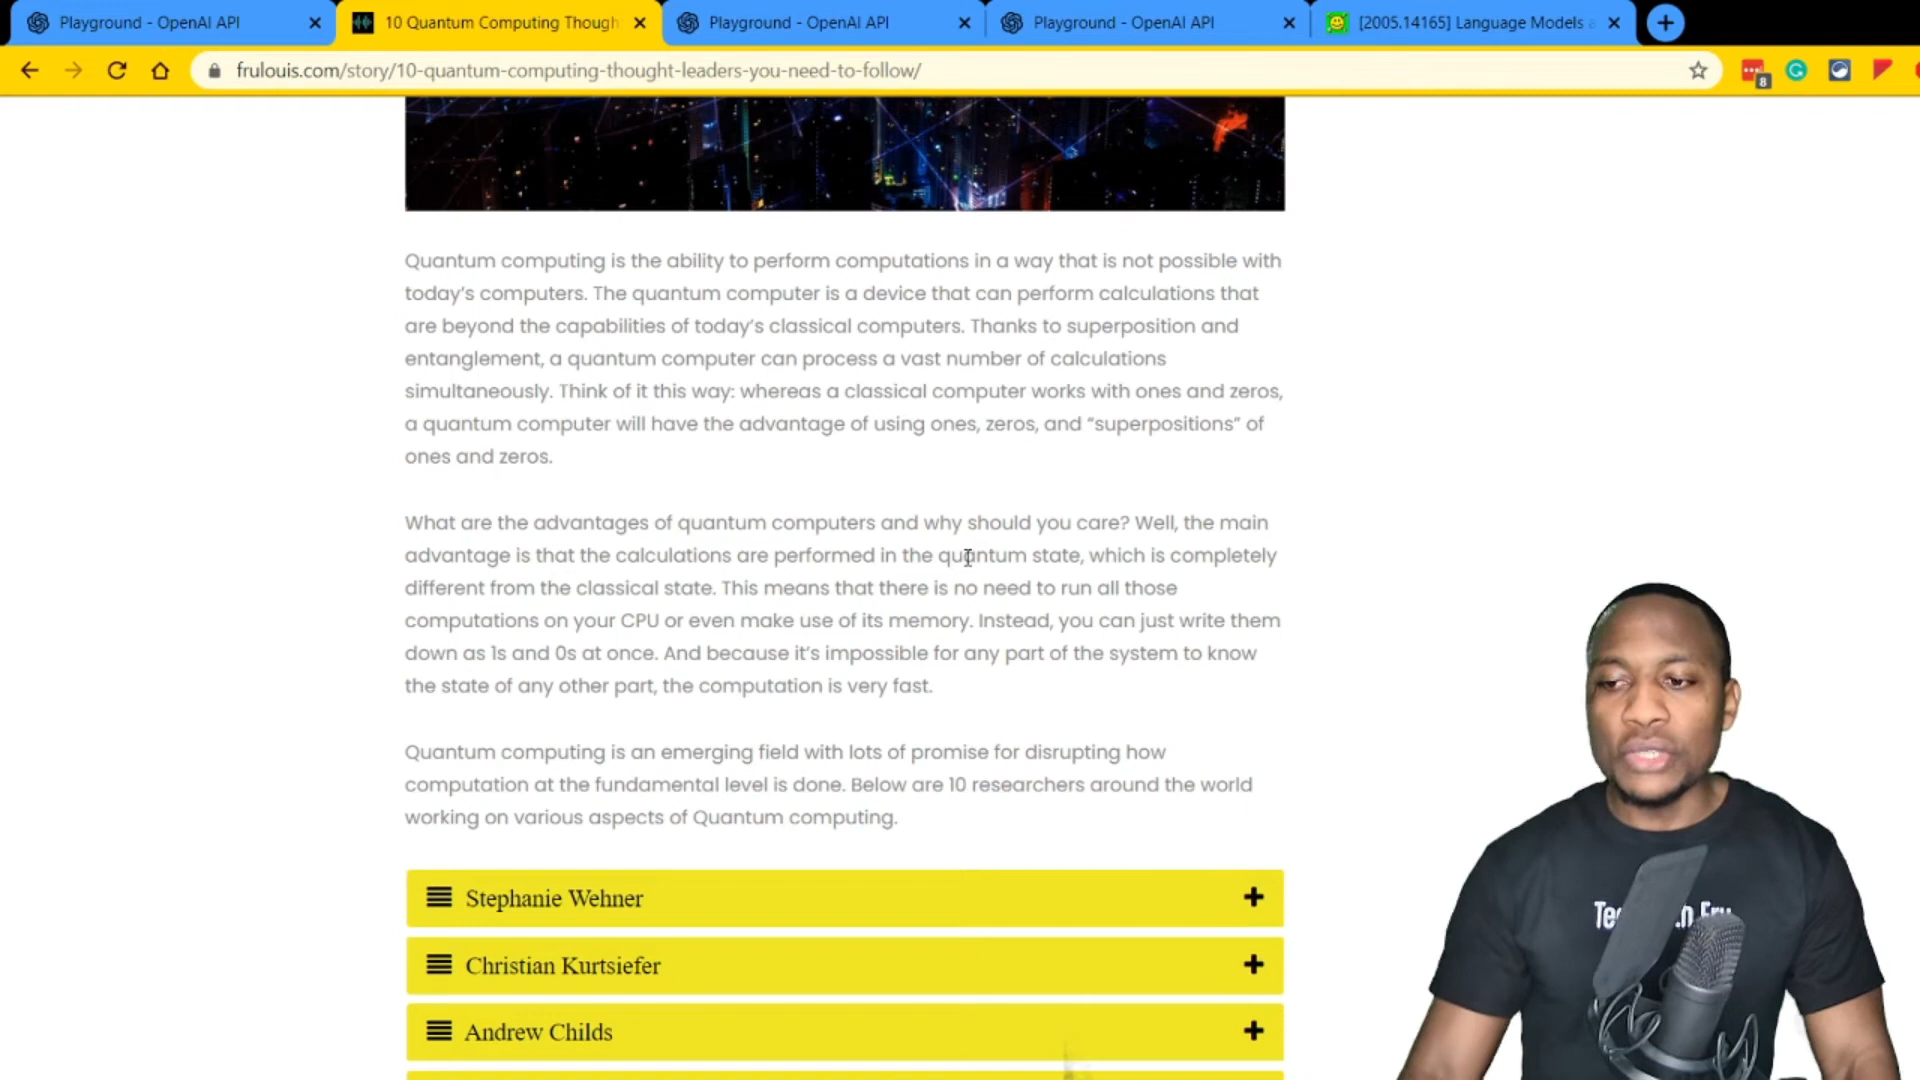 Playground - OpenAI API
10 Quantum Computing Though
Playground - OpenAI API
Playground - OpenAI API
[2005.14165] Language Models a
frulouis.com/story/10-quantum-computing-thought-leaders-you-need-to-follow/
8
Quantum computing is the ability to perform computations in a way that is not possible with
today's computers. The quantum computer is a device that can perform calculations that
are beyond the capabilities of today's classical computers. Thanks to superposition and
entanglement, a quantum computer can process a vast number of calculations
simultaneously. Think of it this way: whereas a classical computer works with ones and zeros,
a quantum computer will have the advantage of using ones, zeros, and “superpositions” of
ones and zeros.
What are the advantages of quantum computers and why should you care? Well, the main
advantage is that the calculations are performed in the quantum state, which is completely
different from the classical state. This means that there is no need to run all those
computations on your CPU or even make use of its memory. Instead, you can just write them
down as 1s and 0s at once. And because it's impossible for any part of the system to know
the state of any other part, the computation is very fast.
Quantum computing is an emerging field with lots of promise for disrupting how
computation at the fundamental level is done. Below are 10 researchers around the world
working on various aspects of Quantum computing.
Stephanie Wehner
Christian Kurtsiefer
Andrew Childs